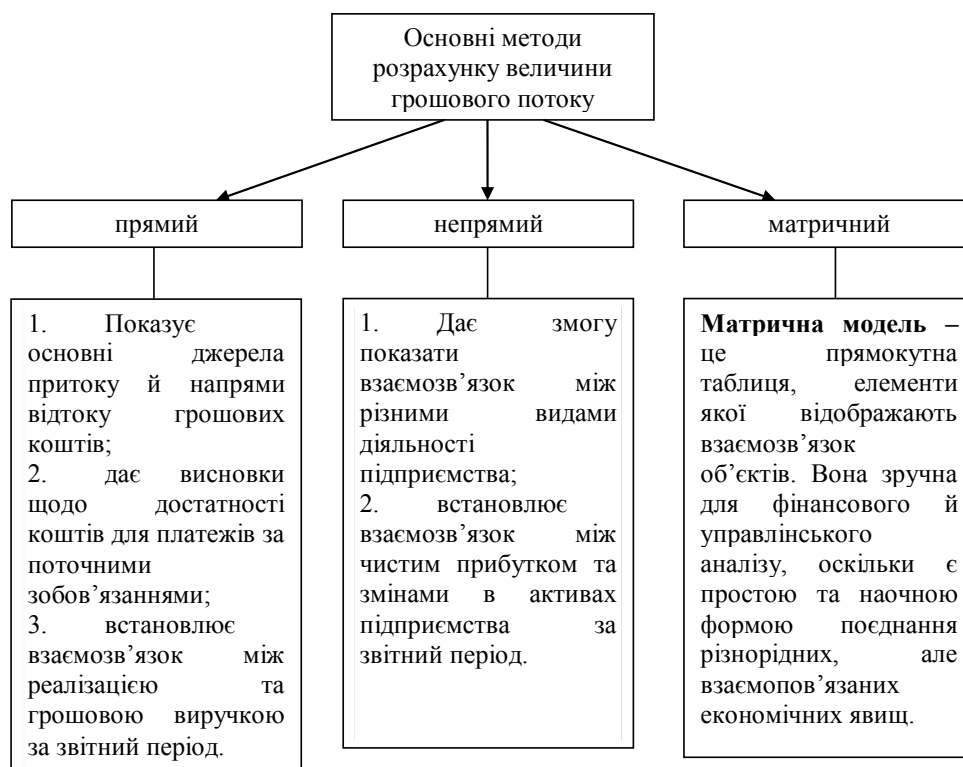 Основні методи
розрахунку величини
грошового потоку
прямий
непрямий
матричний
1. Показує
основні джерела
притоку й напрями
відтоку грошових
коштів;
2. дає висновки
щодо достатності
коштів для платежів за
поточними
зобов’язаннями;
3. встановлює
взаємозв’язок між
реалізацією та
грошовою виручкою
за звітний період.
1. Дає змогу
показати
взаємозв’язок між
різними видами
діяльності
підприємства;
2. встановлює
взаємозв’язок між
чистим прибутком та
змінами в активах
підприємства за
звітний період.
Матрична модель –
це прямокутна
таблиця, елементи
якої відображають
взаємозв’язок
об’єктів. Вона зручна
для фінансового й
управлінського
аналізу, оскільки є
простою та наочною
формою поєднання
різнорідних, але
взаємопов’язаних
економічних явищ.